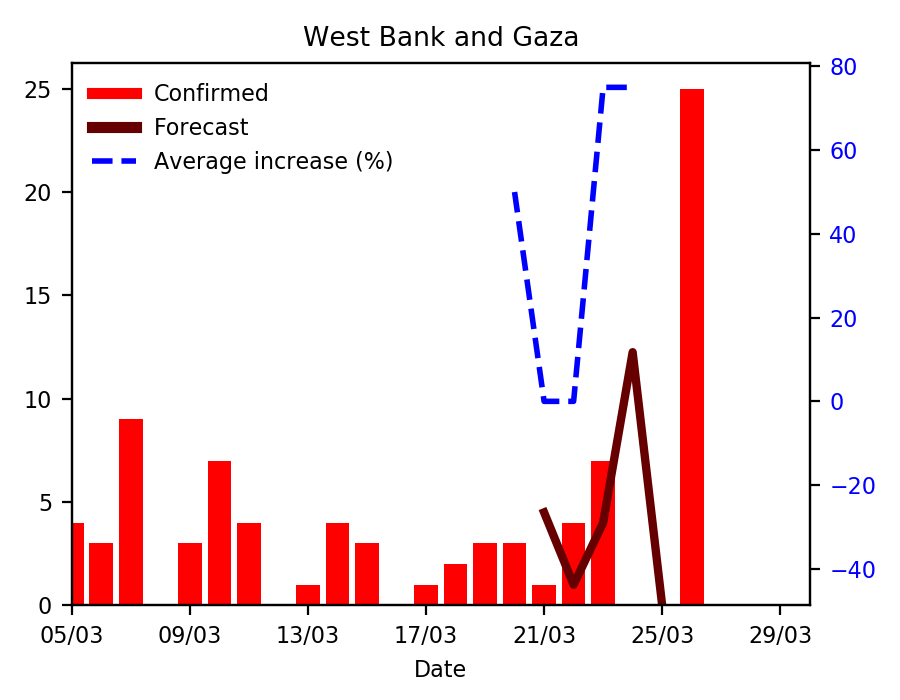 West Bank and Gaza
Confirmed
Forecast
Average increase (%)
25
20
15
10
5
0
80
60
40
20
0
−20
−40
05/03 09/03 13/03 17/03 21/03 25/03 29/03
Date